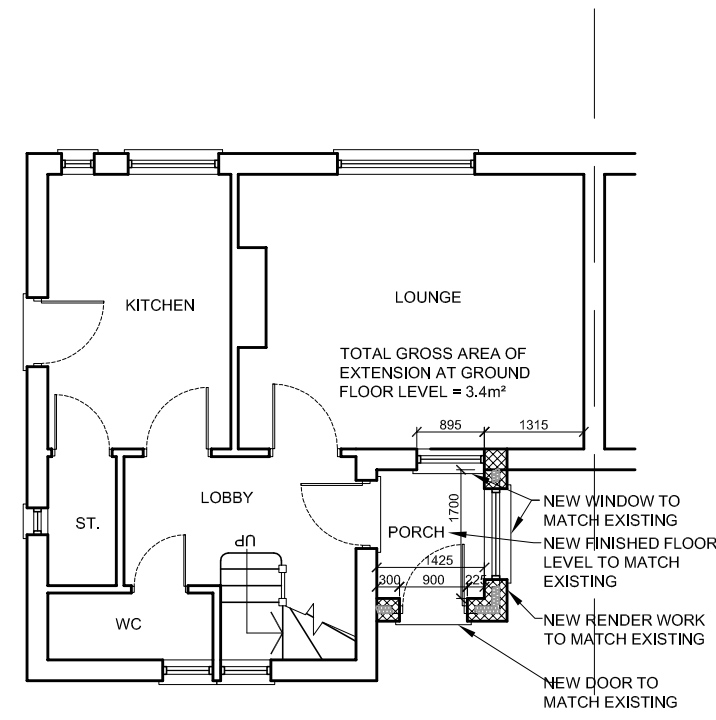 KITCHEN
LOUNGE
TOTAL GROSS AREA OF
EXTENSION AT GROUND
FLOOR LEVEL = 3.4m²
895
1315
LOBBY
ST.
1700
PORCH
UP
1425
300
900
225
WC
NEW WINDOW TO
MATCH EXISTING
NEW FINISHED FLOOR
LEVEL TO MATCH
EXISTING
NEW RENDER WORK
TO MATCH EXISTING
NEW DOOR TO
MATCH EXISTING